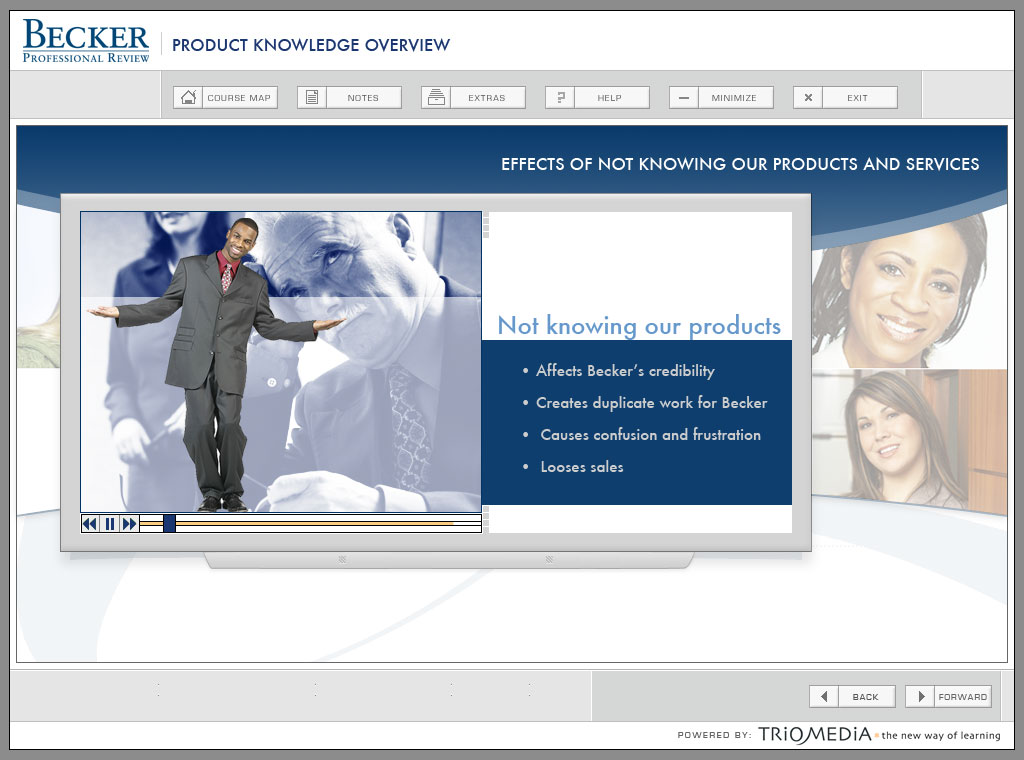 BECKER
PROFESSIONAL REVIEW
PRODUCT KNOWLEDGE OVERVIEW
COURSE MAP
NOTES
EXTRAS
HELP
MINIMIZE
EXIT
EFFECTS OF NOT KNOWING OUR PRODUCTS AND SERVICES
Not knowing our products
• Affects Becker's credibility
• Creates duplicate work for Becker
• Causes confusion and frustration
• Looses sales
BACK
FORWARD
POWERED BY: TRIOMEDIA • the new way of learning